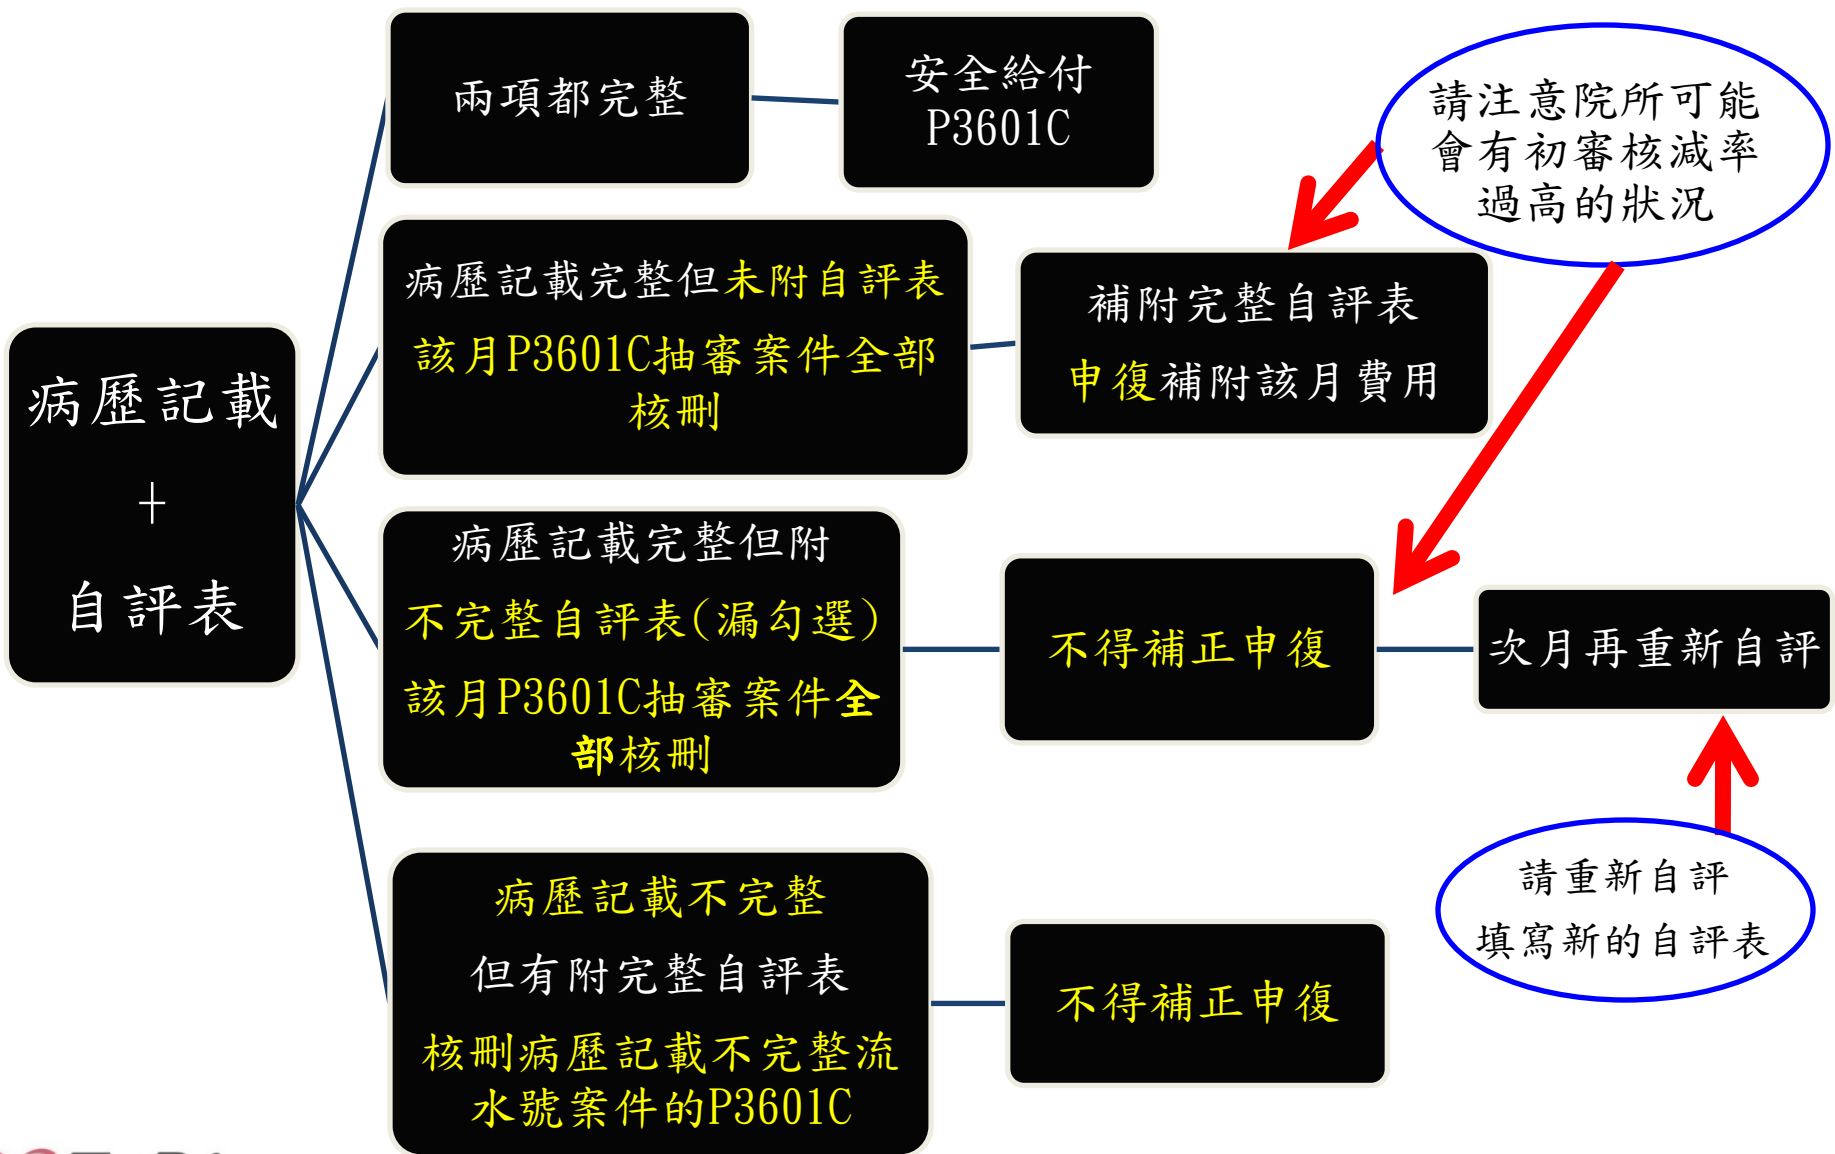 兩項都完整
安全給付
P3601C
請注意院所可能
會有初審核減率
過高的狀況
病歷記載完整但未附自評表
該月P3601C抽審案件全部
核刪
補附完整自評表
申復補附該月費用
病歷記載
+
自評表
病歷記載完整但附
不完整自評表(漏勾選)
該月P3601C抽審案件全
部核刪
不得補正申復
次月再重新自評
請重新自評
填寫新的自評表
病歷記載不完整
但有附完整自評表
核刪病歷記載不完整流
水號案件的P3601C
不得補正申復